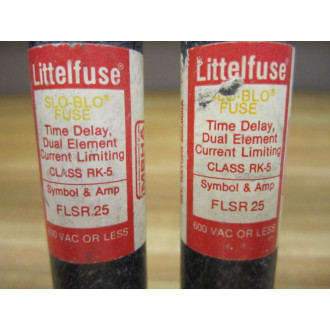 Littelfuse®
SLO-BLO®
FUSE
Time Delay,
Dual Element
Current Limiting
CLASS RK-5
Symbol & Amp
FLSR 25
600 VAC OR LESS
Littelfuse®
SLO-BLO®
FUSE
Time Delay,
Dual Element
Current Limiting
CLASS RK-5
Symbol & Amp
FLSR 25
600 VAC OR LESS